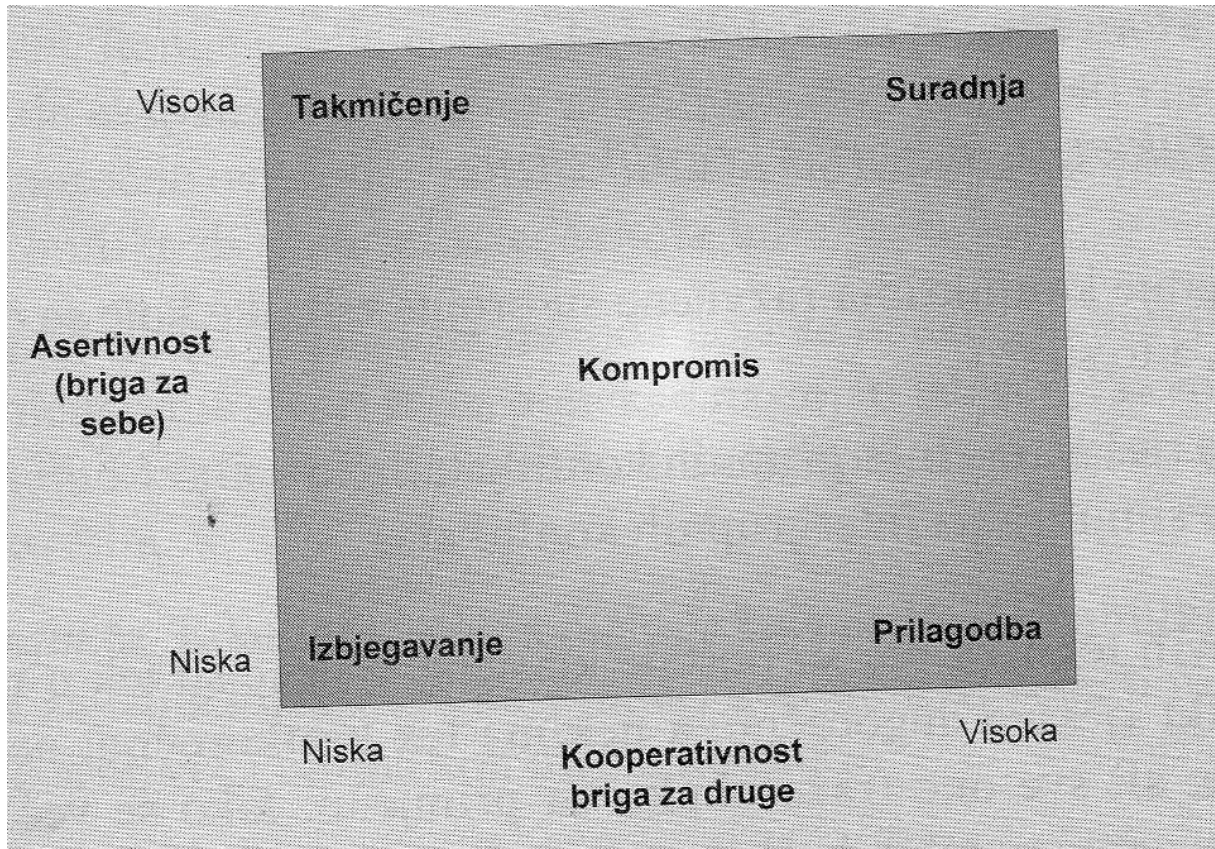 Visoka
Takmičenje
Suradnja
Asertivnost
(briga za
sebe)
Kompromis
Niska
Izbjegavanje
Prilagodba
Niska
Kooperativnost
briga za druge
Visoka